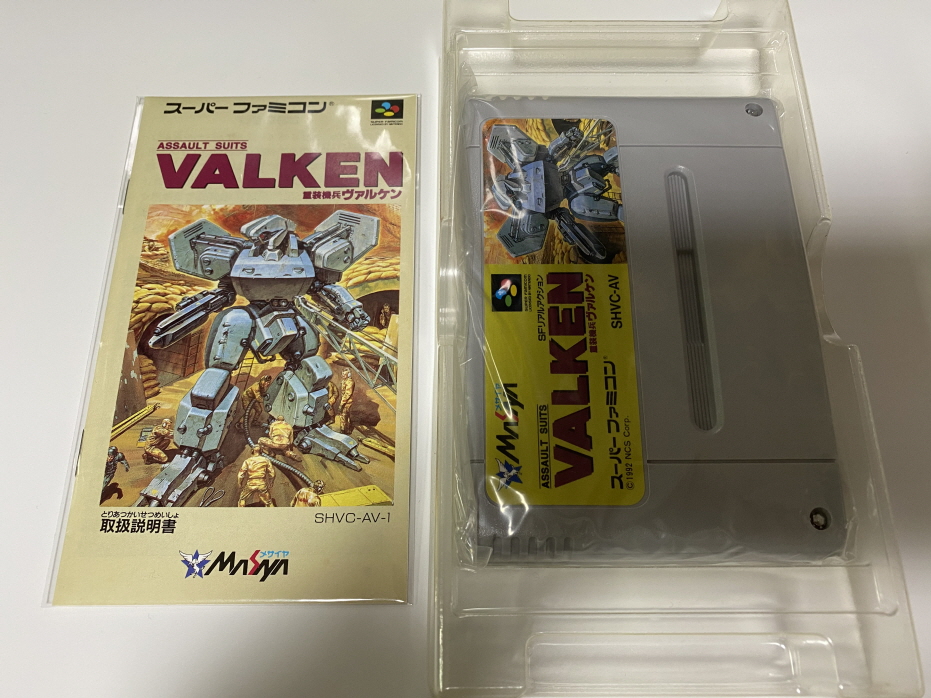 スーパーファミコン®
ASSAULT SUITS
VALKEN
重装機兵ヴァルケン
とりあつかいせつめいしょ
取扱説明書
SHVC-AV-1
メサイヤ
MASAYA
メサイヤ
MASAYA
ASSAULT SUITS
VALKEN
重装機兵ヴァルケン
SFリアルアクション
スーパーファミコン®
SHVC-AV
©1992 NCS Corp.